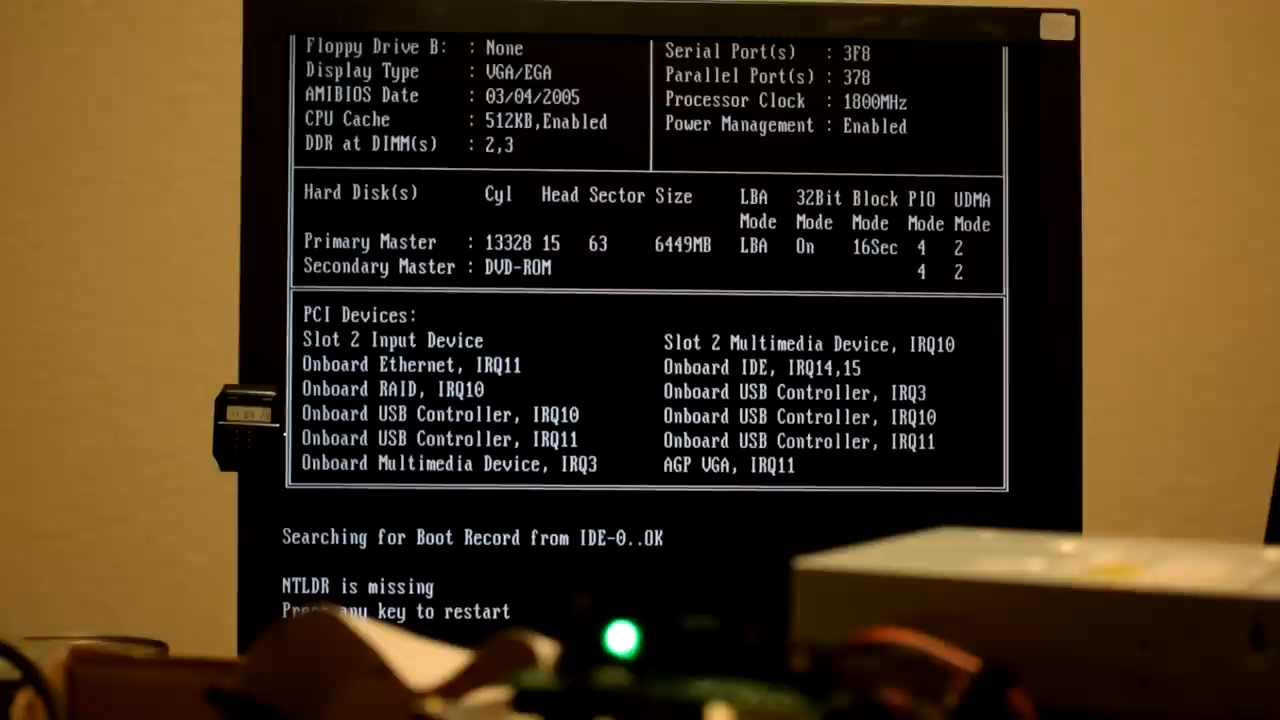 Floppy Drive B: : None Serial Port(s) : 3F8
Display Type : VGA/EGA Parallel Port(s) : 378
AMIBIOS Date : 03/04/2005 Processor Clock : 1800MHz
CPU Cache : 512KB,Enabled Power Management : Enabled
DDR at DIMM(s) : 2,3
Hard Disk(s) Cyl Head Sector Size LBA 32Bit Block PIO UDMA
Mode Mode Mode Mode Mode
Primary Master : 13328 15 63 6449MB LBA On 16Sec 4 2
Secondary Master : DVD-ROM 4 2
PCI Devices:
Slot 2 Input Device Slot 2 Multimedia Device, IRQ10
Onboard Ethernet, IRQ11 Onboard IDE, IRQ14,15
Onboard RAID, IRQ10 Onboard USB Controller, IRQ3
Onboard USB Controller, IRQ10 Onboard USB Controller, IRQ10
Onboard USB Controller, IRQ11 Onboard USB Controller, IRQ11
Onboard Multimedia Device, IRQ3 AGP VGA, IRQ11
Searching for Boot Record from IDE-0..OK
NTLDR is missing
Press any key to restart